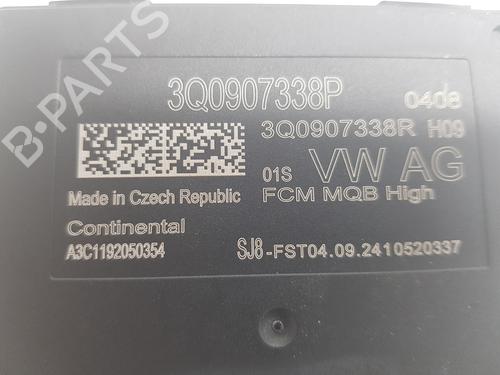 3Q0907338P 0408
3Q0907338R H09
01S VW AG
Made in Czech Republic FCM MQB High
Continental
A3C1192050354 SJ8-FST04.09.2410520337
B-PARTS